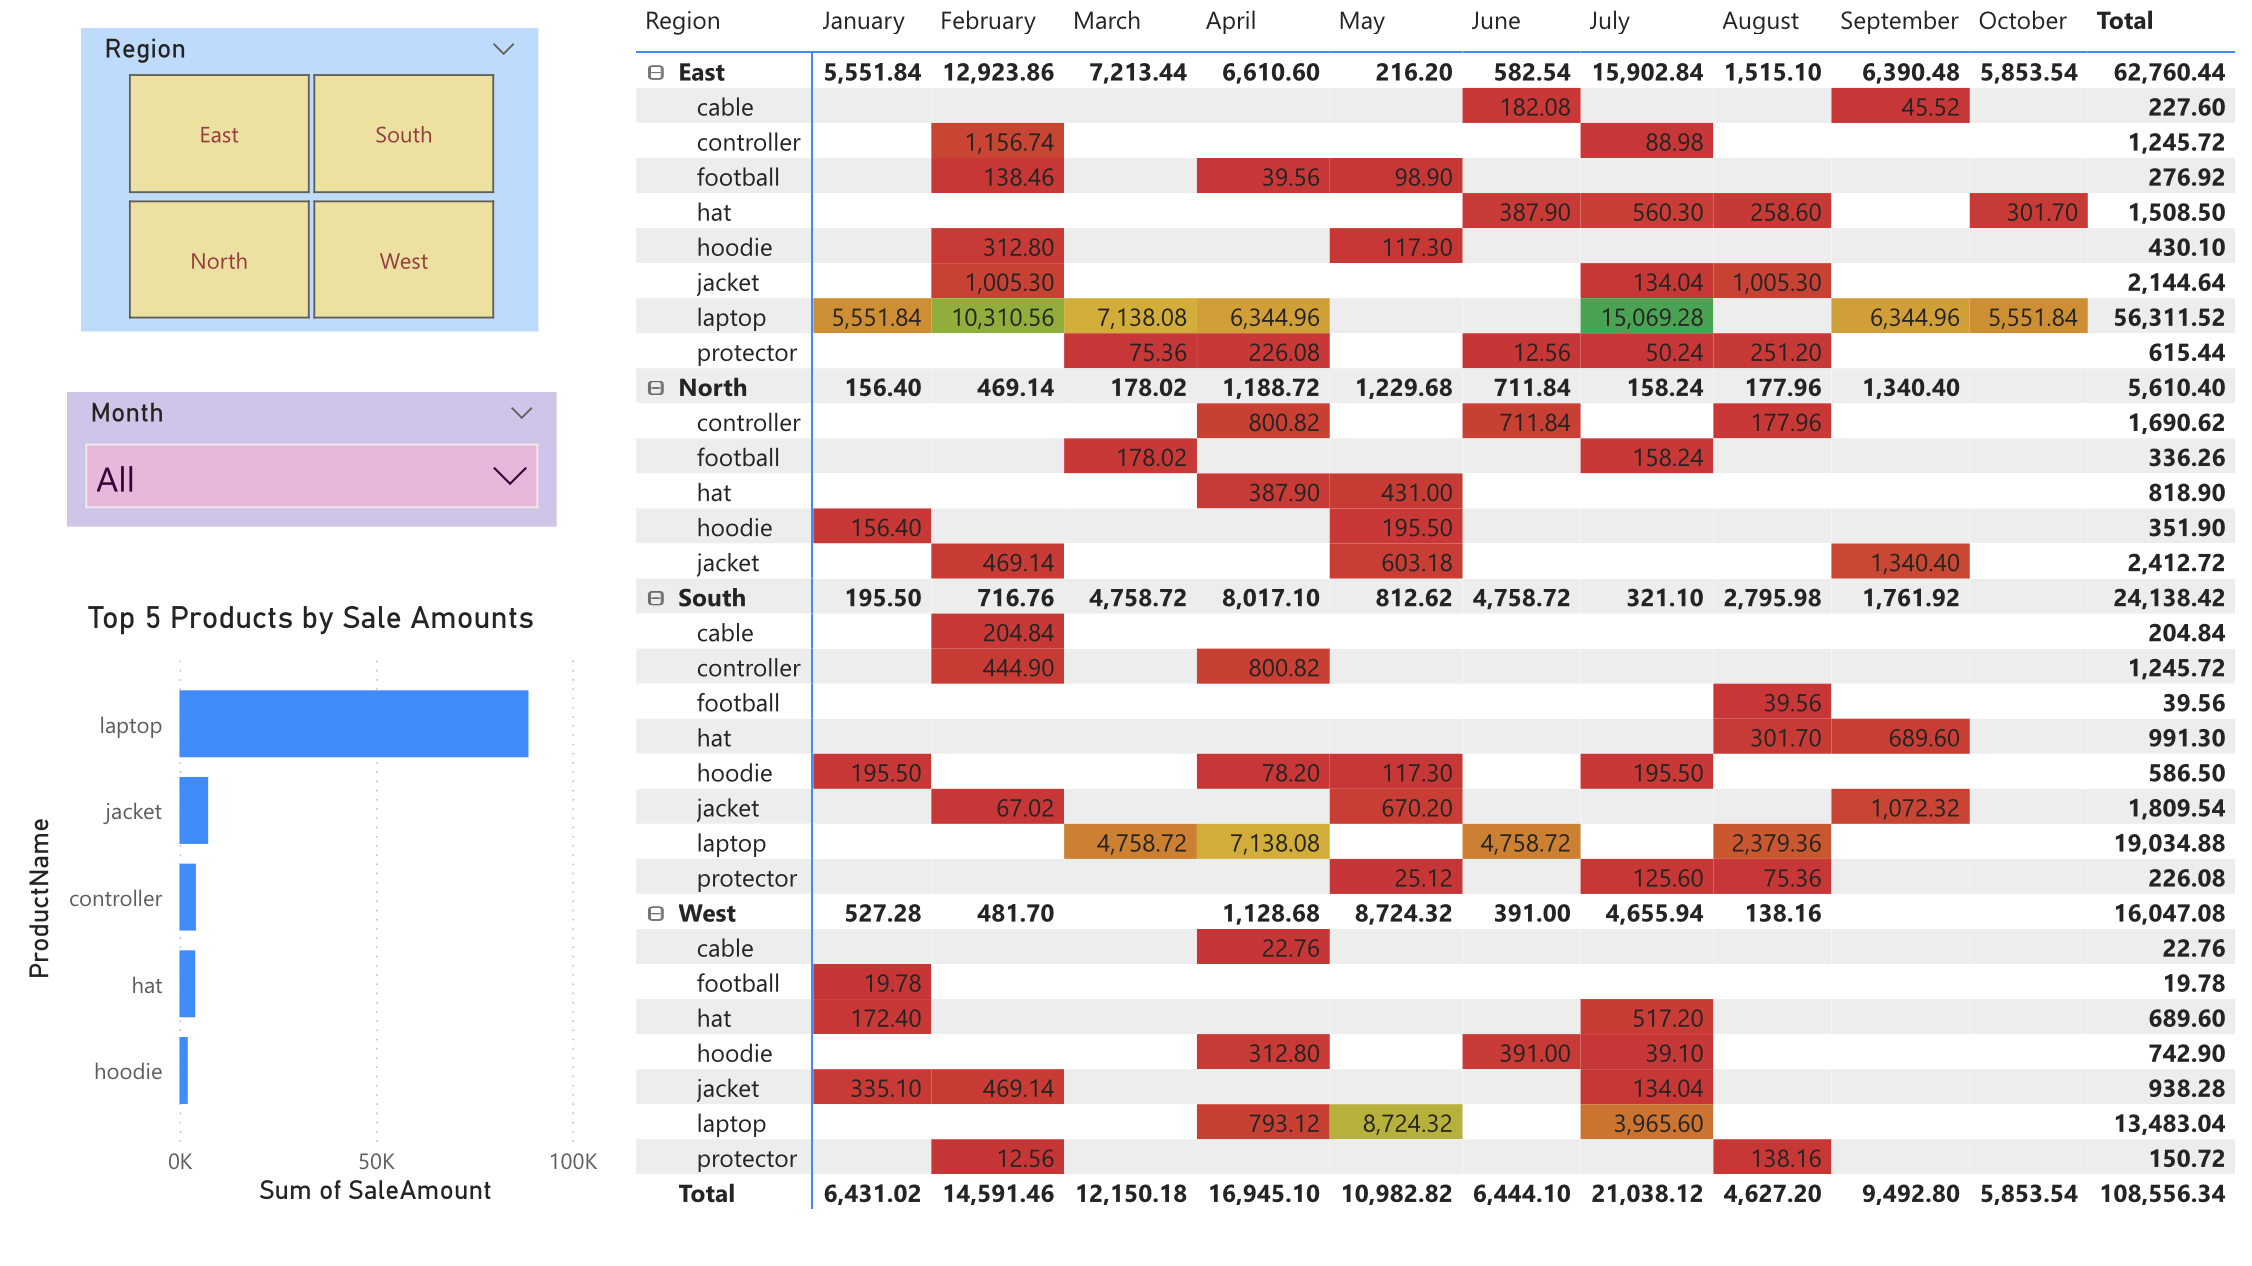 Region
East South
North West
Month
All
Top 5 Products by Sale Amounts
ProductName
laptop
jacket
controller
hat
hoodie
0K 50K 100K
Sum of SaleAmount
Region January February March April May June July August September October Total
East 5,551.84 12,923.86 7,213.44 6,610.60 216.20 582.54 15,902.84 1,515.10 6,390.48 5,853.54 62,760.44
cable 182.08 45.52 227.60
controller 1,156.74 88.98 1,245.72
football 138.46 39.56 98.90 276.92
hat 387.90 560.30 258.60 301.70 1,508.50
hoodie 312.80 117.30 430.10
jacket 1,005.30 134.04 1,005.30 2,144.64
laptop 5,551.84 10,310.56 7,138.08 6,344.96 15,069.28 6,344.96 5,551.84 56,311.52
protector 75.36 226.08 12.56 50.24 251.20 615.44
North 156.40 469.14 178.02 1,188.72 1,229.68 711.84 158.24 177.96 1,340.40 5,610.40
controller 800.82 711.84 177.96 1,690.62
football 178.02 158.24 336.26
hat 387.90 431.00 818.90
hoodie 156.40 195.50 351.90
jacket 469.14 603.18 1,340.40 2,412.72
South 195.50 716.76 4,758.72 8,017.10 812.62 4,758.72 321.10 2,795.98 1,761.92 24,138.42
cable 204.84 204.84
controller 444.90 800.82 1,245.72
football 39.56 39.56
hat 301.70 689.60 991.30
hoodie 195.50 78.20 117.30 195.50 586.50
jacket 67.02 670.20 1,072.32 1,809.54
laptop 4,758.72 7,138.08 4,758.72 2,379.36 19,034.88
protector 25.12 125.60 75.36 226.08
West 527.28 481.70 1,128.68 8,724.32 391.00 4,655.94 138.16 16,047.08
cable 22.76 22.76
football 19.78 19.78
hat 172.40 517.20 689.60
hoodie 312.80 391.00 39.10 742.90
jacket 335.10 469.14 134.04 938.28
laptop 793.12 8,724.32 3,965.60 13,483.04
protector 12.56 138.16 150.72
Total 6,431.02 14,591.46 12,150.18 16,945.10 10,982.82 6,444.10 21,038.12 4,627.20 9,492.80 5,853.54 108,556.34